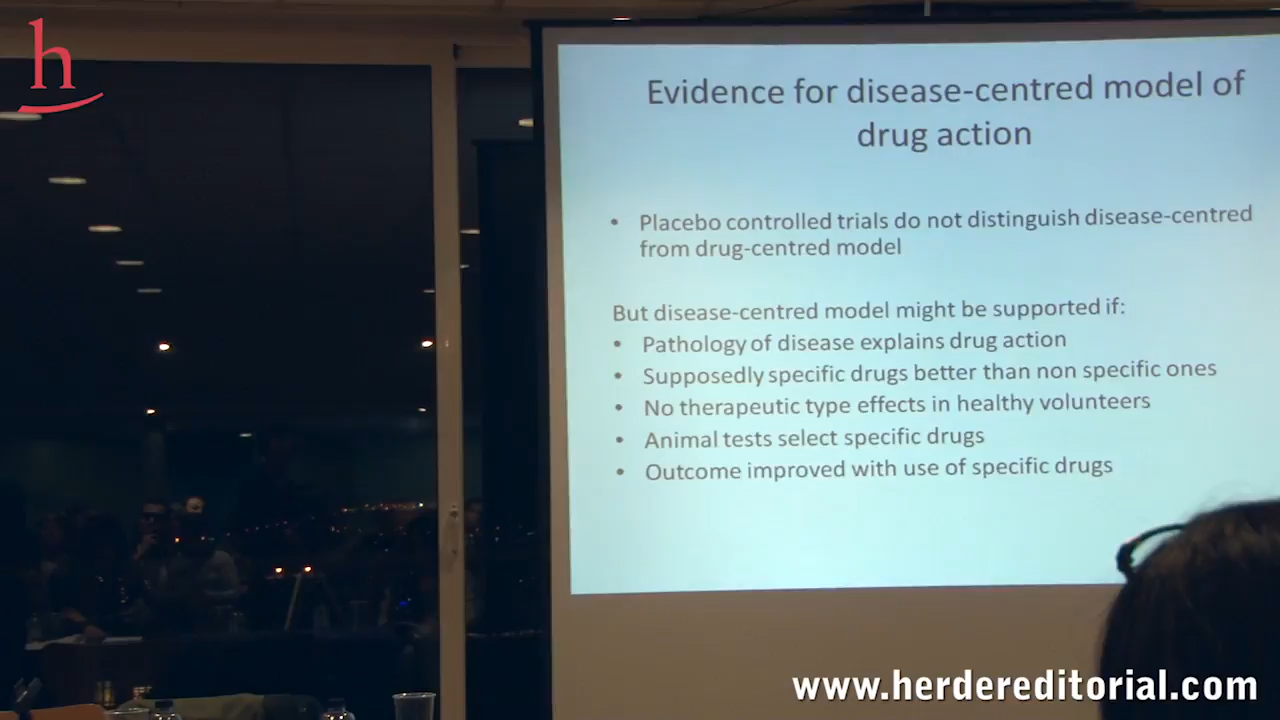 h
Evidence for disease-centred model of
drug action
• Placebo controlled trials do not distinguish disease-centred
from drug-centred model
But disease-centred model might be supported if:
• Pathology of disease explains drug action
• Supposedly specific drugs better than non specific ones
• No therapeutic type effects in healthy volunteers
• Animal tests select specific drugs
• Outcome improved with use of specific drugs
www.herdereditorial.com